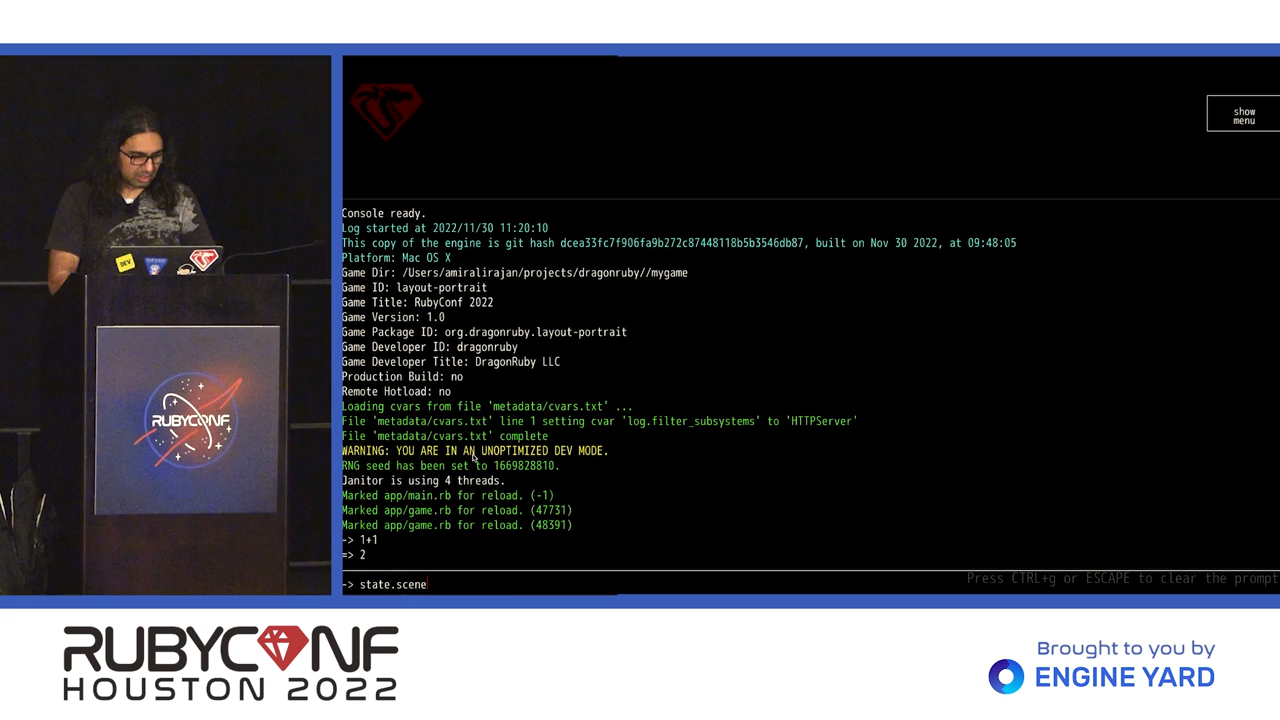 show
menu
Console ready.
Log started at 2022/11/30 11:20:10
This copy of the engine is git hash dcea33fc7f906fa9b272c87448118b5b3546db87, built on Nov 30 2022, at 09:48:05
Platform: Mac OS X
Game Dir: /Users/amiralirajan/projects/dragonruby//mygame
Game ID: layout-portrait
Game Title: RubyConf 2022
Game Version: 1.0
Game Package ID: org.dragonruby.layout-portrait
Game Developer ID: dragonruby
Game Developer Title: DragonRuby LLC
Production Build: no
Remote Hotload: no
Loading cvars from file 'metadata/cvars.txt' ...
File 'metadata/cvars.txt' line 1 setting cvar 'log.filter_subsystems' to 'HTTPServer'
File 'metadata/cvars.txt' complete
WARNING: YOU ARE IN AN UNOPTIMIZED DEV MODE.
RNG seed has been set to 1669828810.
Janitor is using 4 threads.
Marked app/main.rb for reload. (-1)
Marked app/game.rb for reload. (47731)
Marked app/game.rb for reload. (48391)
-> 1+1
=> 2
Press CTRL+g or ESCAPE to clear the prompt
-> state.scene
DEV
RUBYCONF
RUBYCONF
HOUSTON 2022
Brought to you by
ENGINE YARD